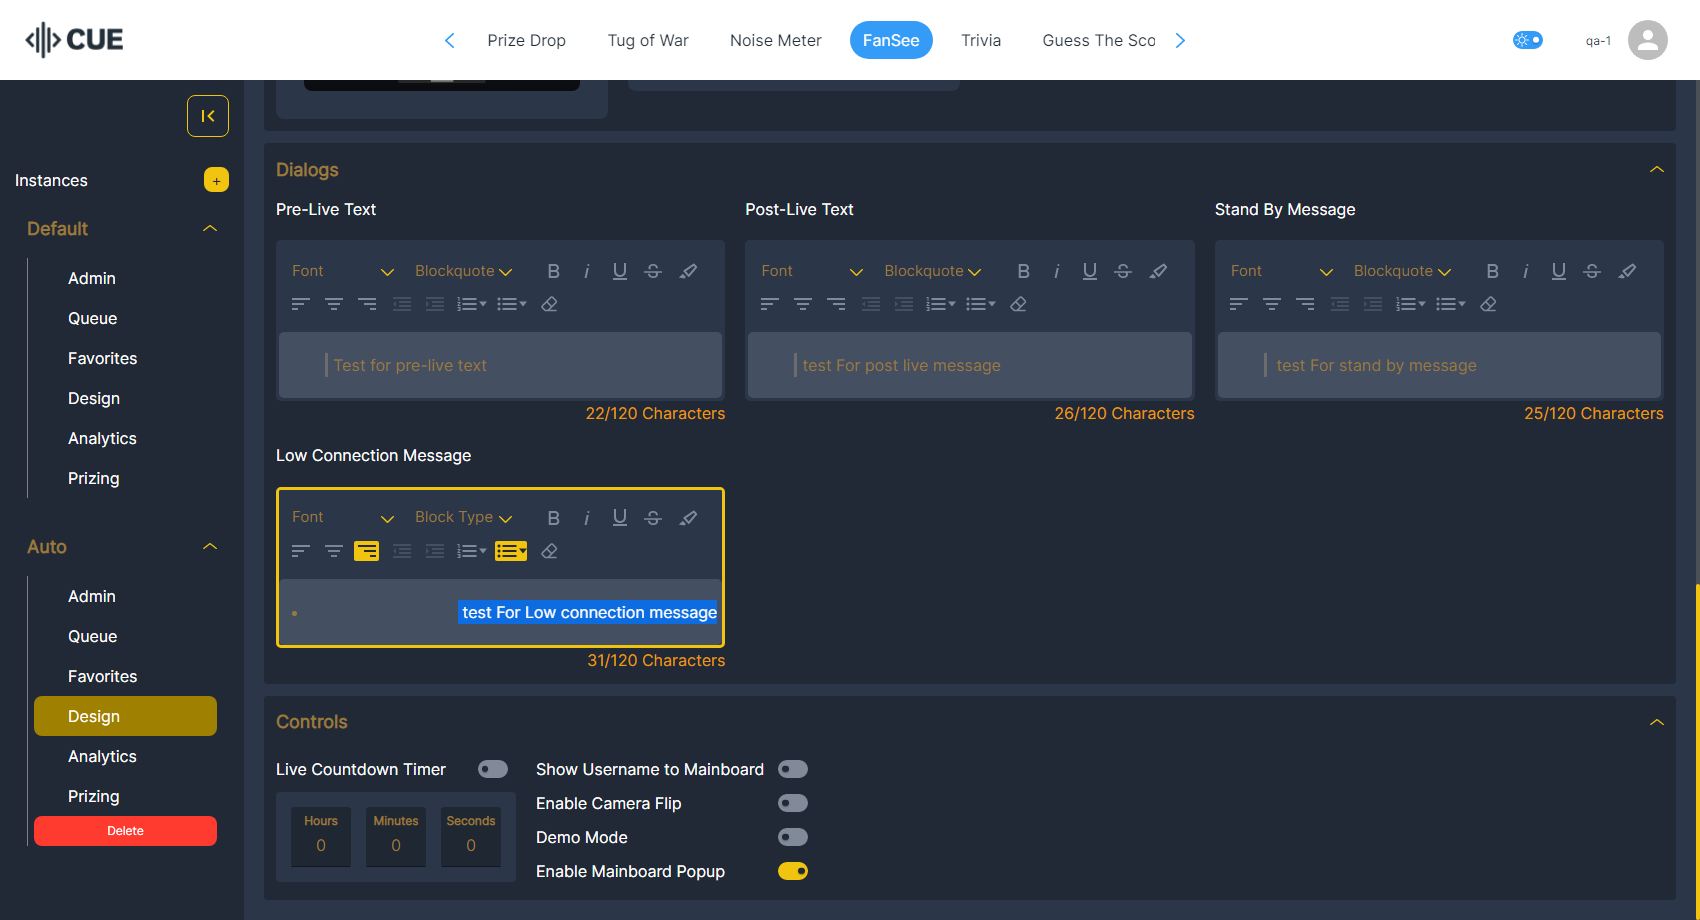 CUE
Prize Drop
Tug of War
Noise Meter
FanSee
Trivia
Guess The Sco
qa-1
Instances
+
Default
Admin
Queue
Favorites
Design
Analytics
Prizing
Auto
Admin
Queue
Favorites
Design
Analytics
Prizing
Delete
Dialogs
Pre-Live Text
Font Blockquote B i U S
Test for pre-live text
22/120 Characters
Post-Live Text
Font Blockquote B i U S
test For post live message
26/120 Characters
Stand By Message
Font Blockquote B i U S
test For stand by message
25/120 Characters
Low Connection Message
Font Block Type B i U S
• test For Low connection message
31/120 Characters
Controls
Live Countdown Timer
Hours Minutes Seconds
0 0 0
Show Username to Mainboard
Enable Camera Flip
Demo Mode
Enable Mainboard Popup